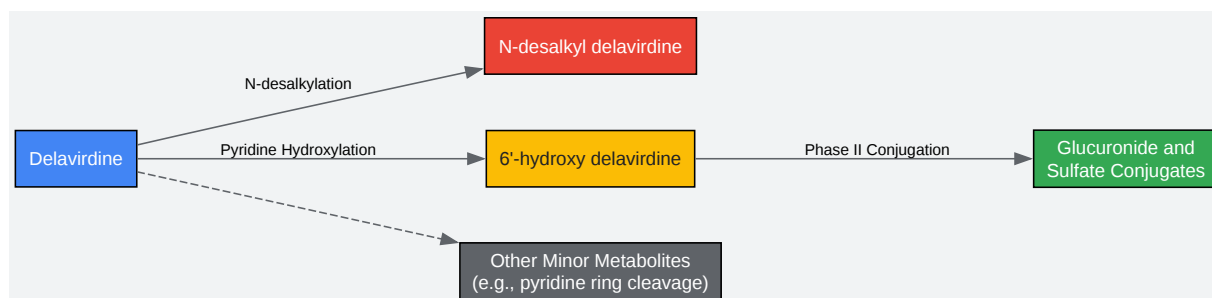 N-desalkyl delavirdine
N-desalkylation
Delavirdine
Pyridine Hydroxylation
6'-hydroxy delavirdine
Phase II Conjugation
Glucuronide and
Sulfate Conjugates
Other Minor Metabolites
(e.g., pyridine ring cleavage)